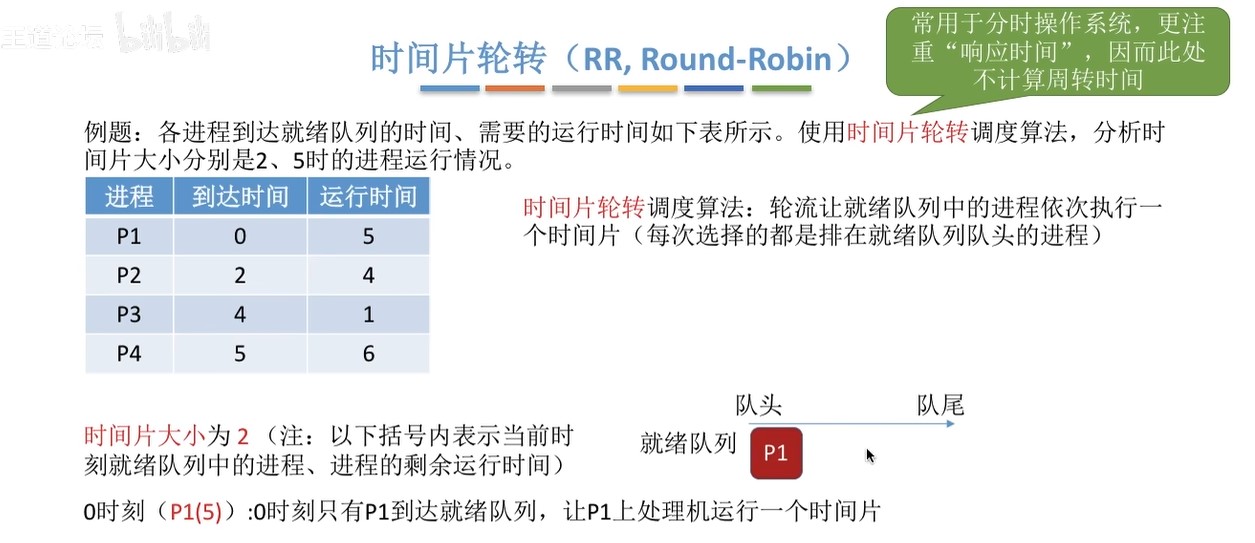 王道论坛 bilibili
常用于分时操作系统，更注
重“响应时间”，因而此处
不计算周转时间
时间片轮转（RR, Round-Robin）
例题：各进程到达就绪队列的时间、需要的运行时间如下表所示。使用时间片轮转调度算法，分析时
间片大小分别是2、5时的进程运行情况。
进程 到达时间 运行时间
P1 0 5
P2 2 4
P3 4 1
P4 5 6
时间片轮转调度算法：轮流让就绪队列中的进程依次执行一
个时间片（每次选择的都是排在就绪队列队头的进程）
队头 队尾
就绪队列 P1
时间片大小为 2 （注：以下括号内表示当前时
刻就绪队列中的进程、进程的剩余运行时间）
0时刻（P1(5)）:0时刻只有P1到达就绪队列，让P1上处理机运行一个时间片